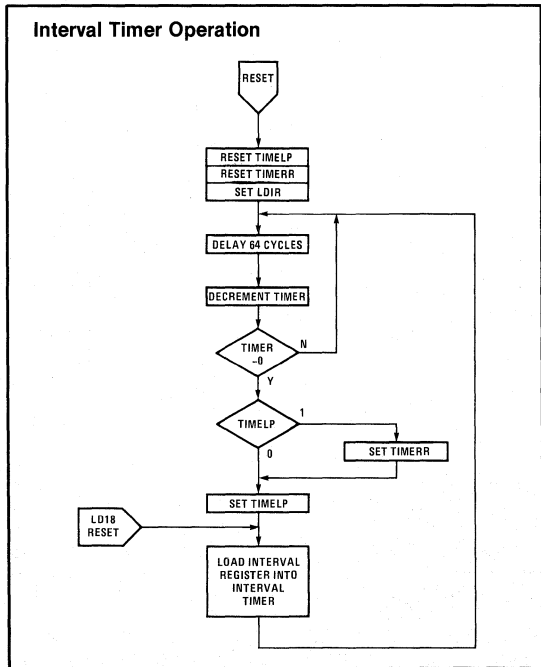 Interval Timer Operation
RESET
RESET TIMELP
RESET TIMERR
SET LDIR
DELAY 64 CYCLES
DECREMENT TIMER
TIMER
-0
N
Y
TIMELP
1
0
SET TIMERR
SET TIMELP
LD18
RESET
LOAD INTERVAL
REGISTER INTO
INTERVAL
TIMER